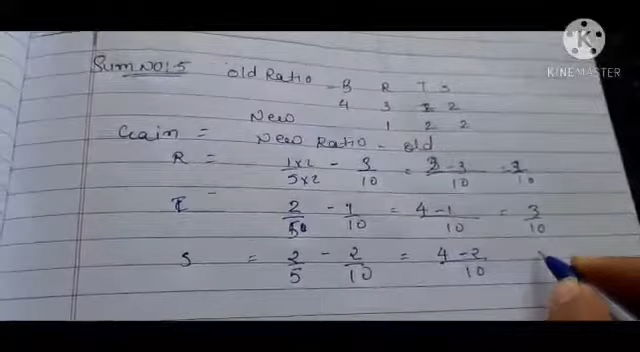 KINEMASTER
Sum No: 5 Old Ratio - B R T S
4 3 2 2
New 1 2 2
Gain = New Ratio - old
R = 1×2/5×2 - 3/10 = 2-3/10 = 1/10
T - 2/5 - 1/10 = 4-1/10 = 3/10
S = 2/5 - 2/10 = 4-2/10